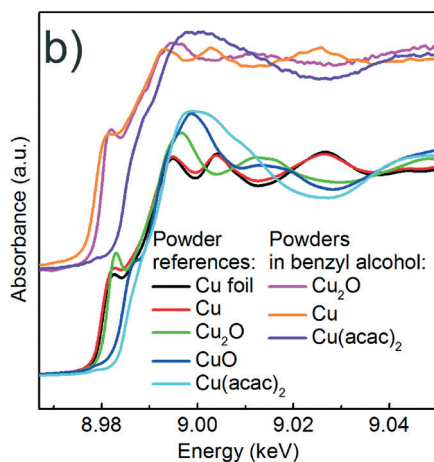 b)
Absorbance (a.u.)
Powder references:
Cu foil
Cu
Cu₂O
CuO
Cu(acac)₂
Powders in benzyl alcohol:
Cu₂O
Cu
Cu(acac)₂
8.98 9.00 9.02 9.04
Energy (keV)